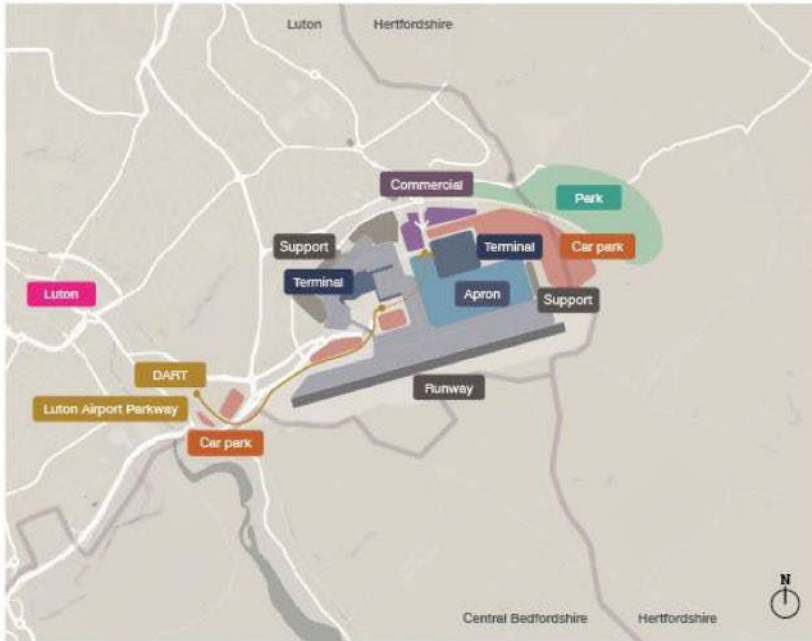 Luton
Hertfordshire
Commercial
Park
Support
Terminal
Car park
Terminal
Luton
Apron
Support
DART
Runway
Luton Airport Parkway
Car park
N
Central Bedfordshire
Hertfordshire